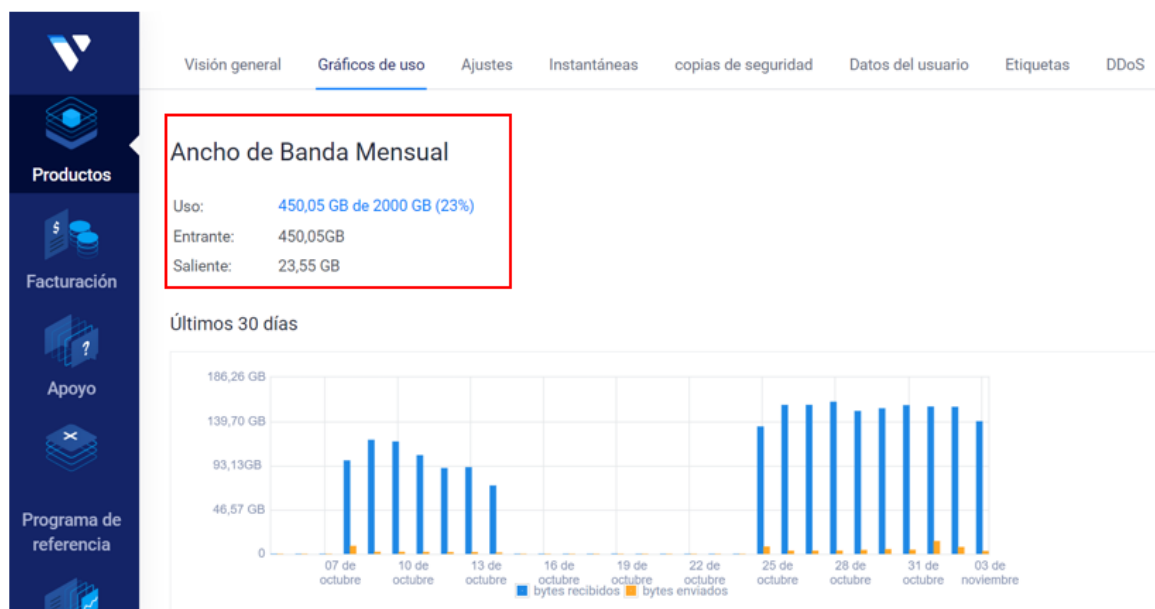 Visión general Gráficos de uso Ajustes Instantáneas copias de seguridad Datos del usuario Etiquetas DDoS
Productos
Facturación
Apoyo
Programa de
referencia
Ancho de Banda Mensual
Uso: 450,05 GB de 2000 GB (23%)
Entrante: 450,05GB
Saliente: 23,55 GB
Últimos 30 días
186,26 GB
139,70 GB
93,13GB
46,57 GB
0
07 de octubre
10 de octubre
13 de octubre
16 de octubre
19 de octubre
22 de octubre
25 de octubre
28 de octubre
31 de octubre
03 de noviembre
bytes recibidos bytes enviados